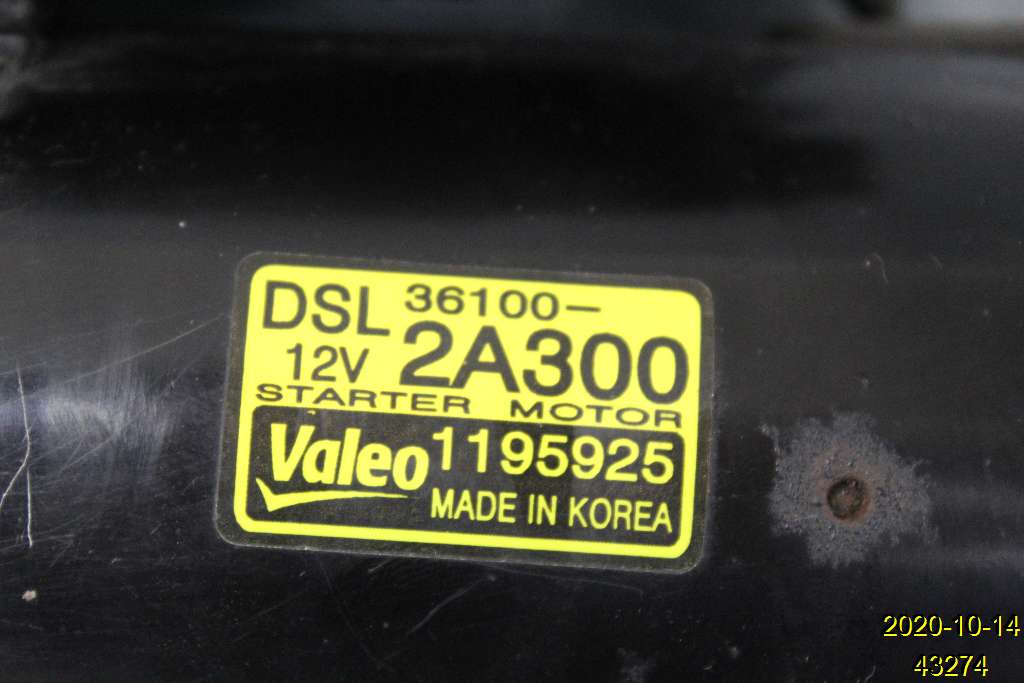 DSL 36100-
12V 2A300
STARTER MOTOR
Valeo 1195925
MADE IN KOREA
2020-10-14
43274